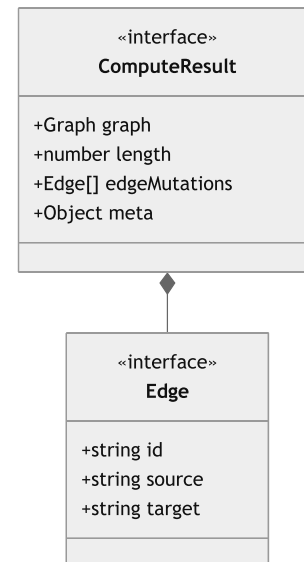 «interface»
ComputeResult
+Graph graph
+number length
+Edge[] edgeMutations
+Object meta
«interface»
Edge
+string id
+string source
+string target